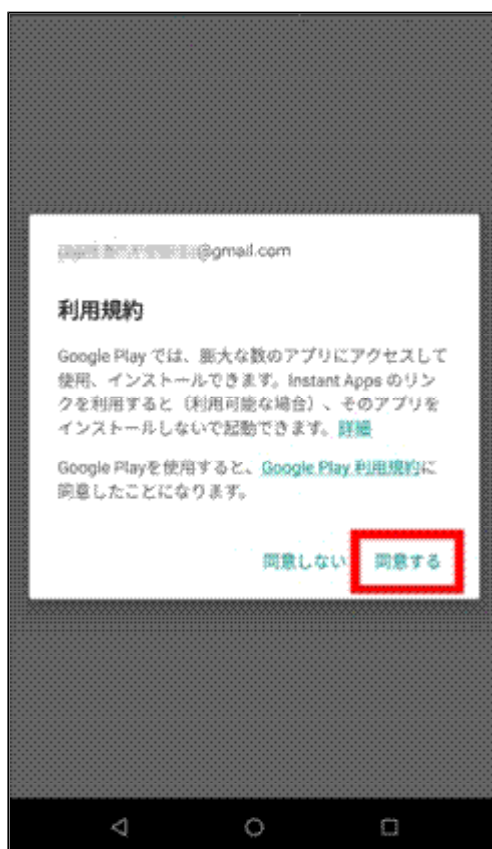 @gmail.com
利用規約
Google Play では、膨大な数のアプリにアクセスして
使用、インストールできます。Instant Apps のリン
クを利用すると（利用可能な場合）、そのアプリを
インストールしないで起動できます。詳細
Google Playを使用すると、Google Play 利用規約に
同意したことになります。
同意しない 同意する